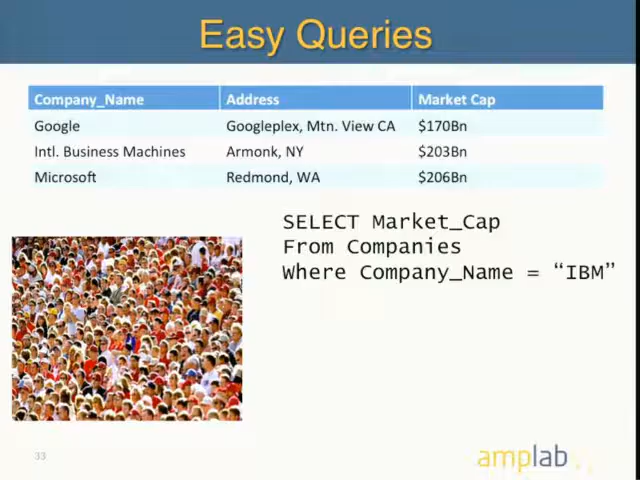 Easy Queries
Company_Name Address Market Cap
Google Googleplex, Mtn. View CA $170Bn
Intl. Business Machines Armonk, NY $203Bn
Microsoft Redmond, WA $206Bn
SELECT Market_Cap
From Companies
Where Company_Name = “IBM”
33
amplab